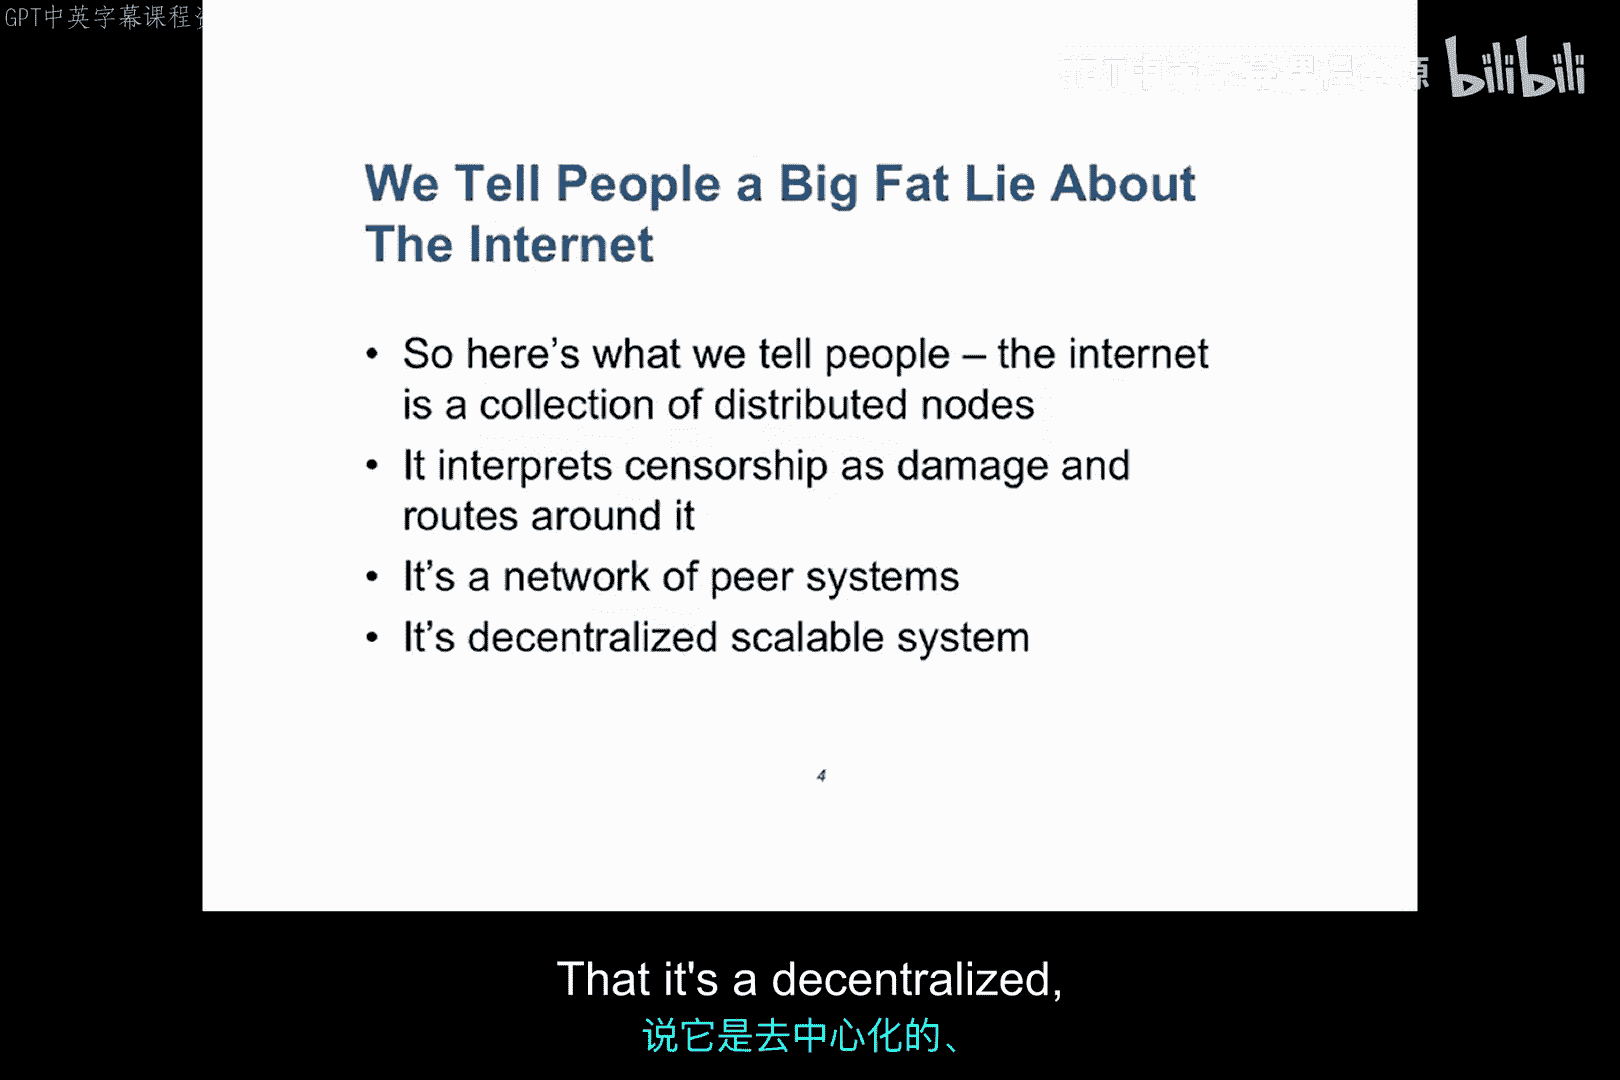 GPT中英字幕课程
bilibili
We Tell People a Big Fat Lie About
The Internet
• So here’s what we tell people – the internet
is a collection of distributed nodes
• It interprets censorship as damage and
routes around it
• It’s a network of peer systems
• It’s decentralized scalable system
4
That it's a decentralized,
说它是去中心化的、